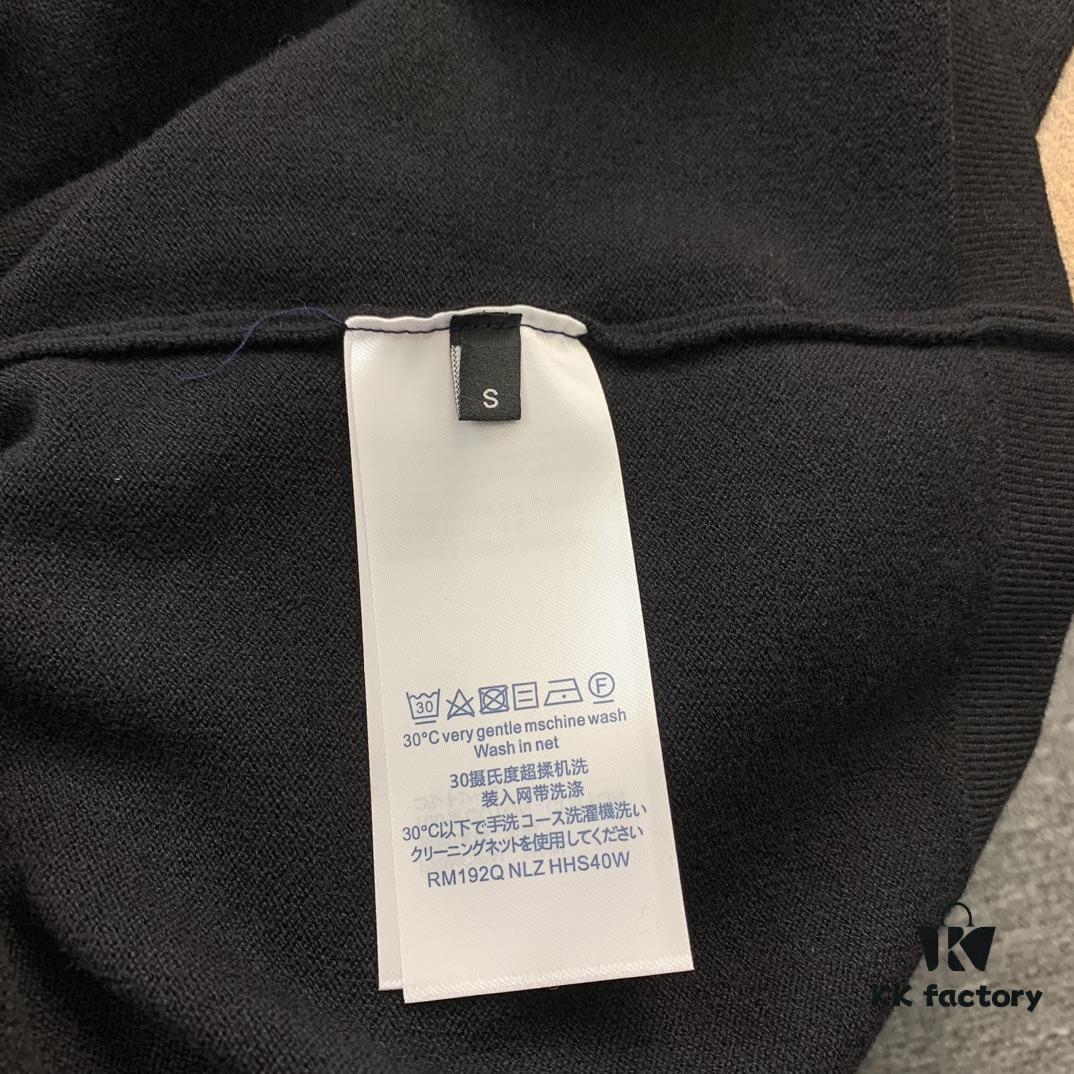 S
30
F
30°C very gentle mschine wash
Wash in net
30摄氏度超揉机洗
装入网带洗涤
30°C以下で手洗コース洗濯機洗い
クリーニングネットを使用してください
RM192Q NLZ HHS40W
KK factory